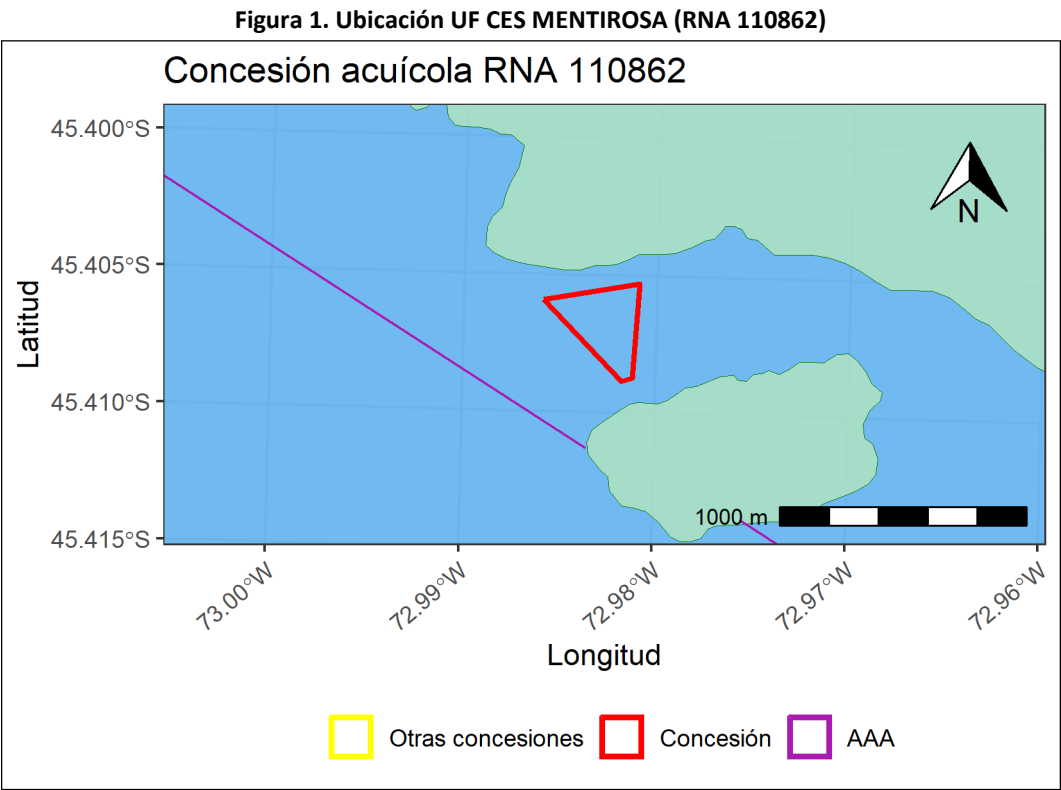 Figura 1. Ubicación UF CES MENTIROSA (RNA 110862)
Concesión acuícola RNA 110862
45.400°S
45.405°S
45.410°S
45.415°S
Latitud
N
1000 m
73.00°W
72.99°W
72.98°W
72.97°W
72.96°W
Longitud
Otras concesiones
Concesión
AAA